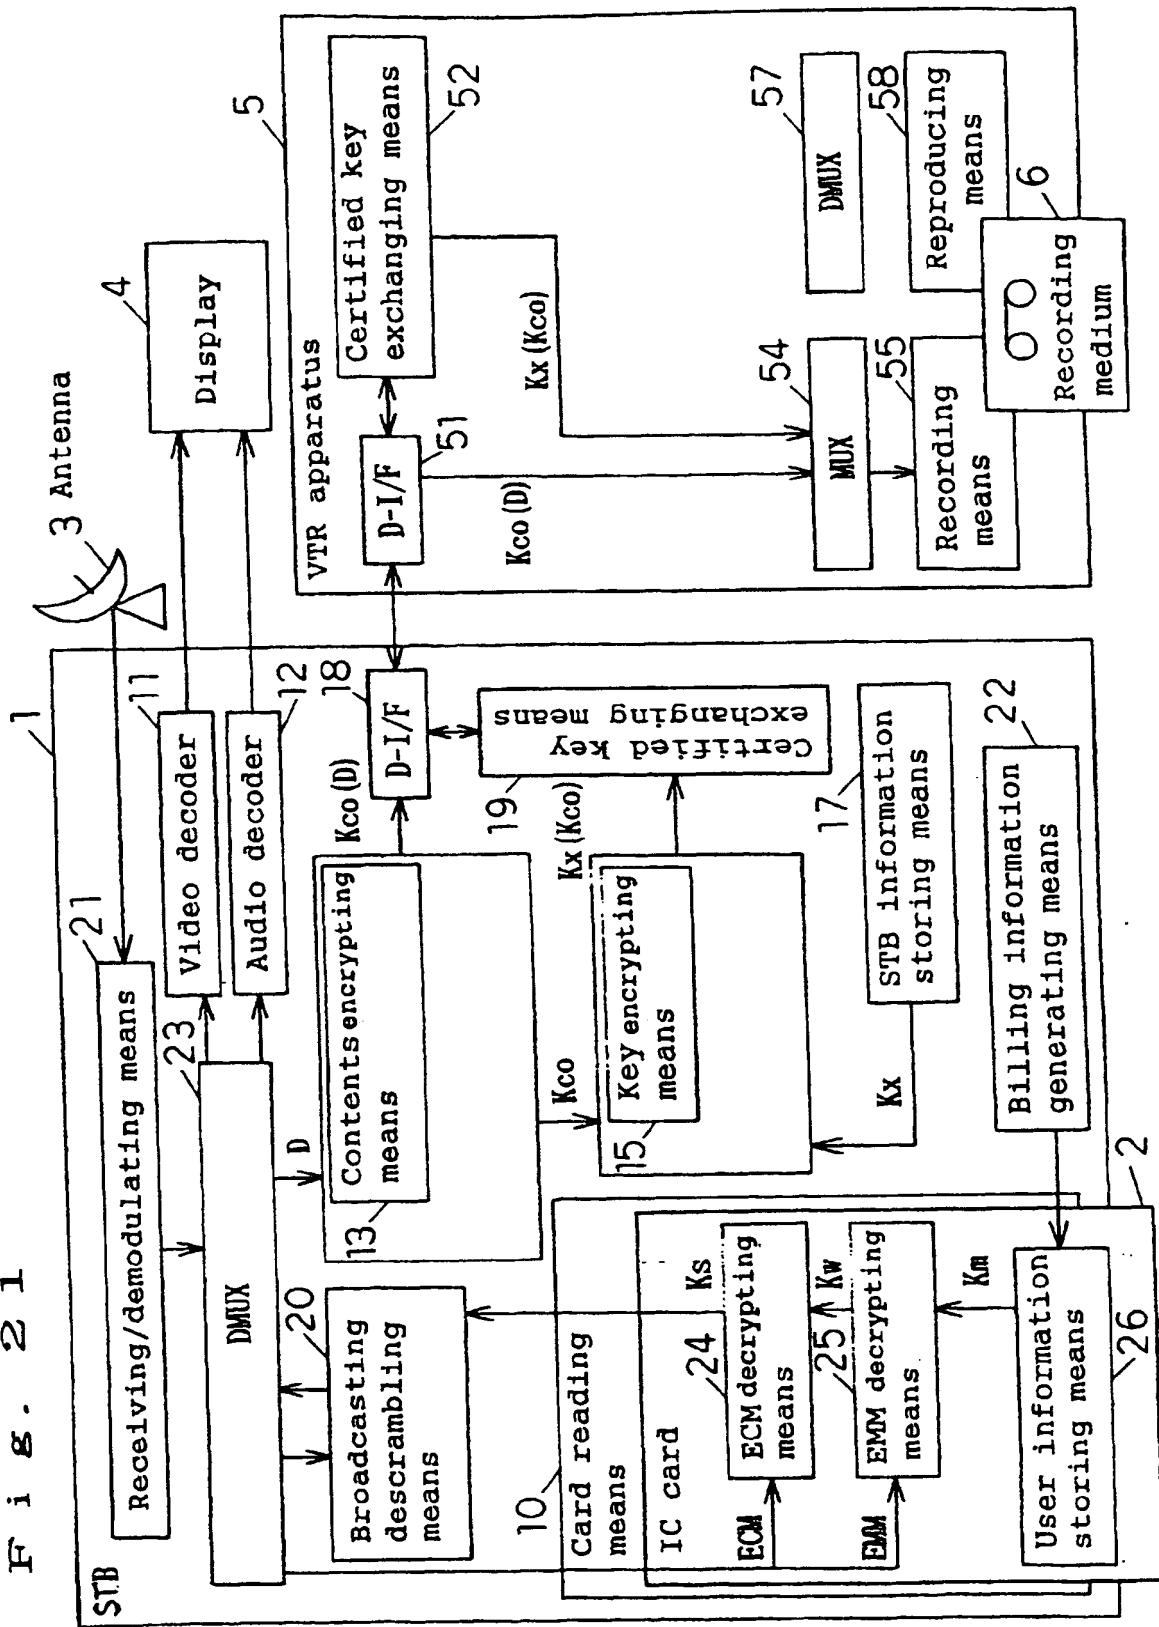 Fig. 21
STB
1
3 Antenna
4
Display
21
Receiving/demodulating means
11
Video decoder
12
Audio decoder
23
DMUX
D
20
Broadcasting
descrambling
means
13
Contents encrypting
means
Kco(D)
18
D-I/F
Kco
15
Key encrypting
means
Kx(Kco)
19
Certified key
exchanging means
Kx
17
STB information
storing means
22
Billing information
generating means
10
Card reading
means
2
IC card
Ks
24
ECM decrypting
means
ECM
Kw
25
EMM decrypting
means
EMM
Km
User information
storing means
26
5
VTR apparatus
D-I/F
51
Certified key
exchanging means
52
Kco(D)
Kx(Kco)
54
MUX
57
DMUX
55
Recording
means
58
Reproducing
means
6
Recording
medium